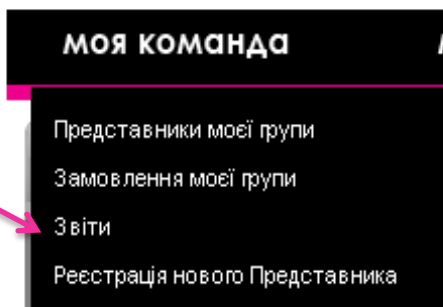 моя команда
Представники моєї групи
Замовлення моєї групи
Звіти
Реєстрація нового Представника